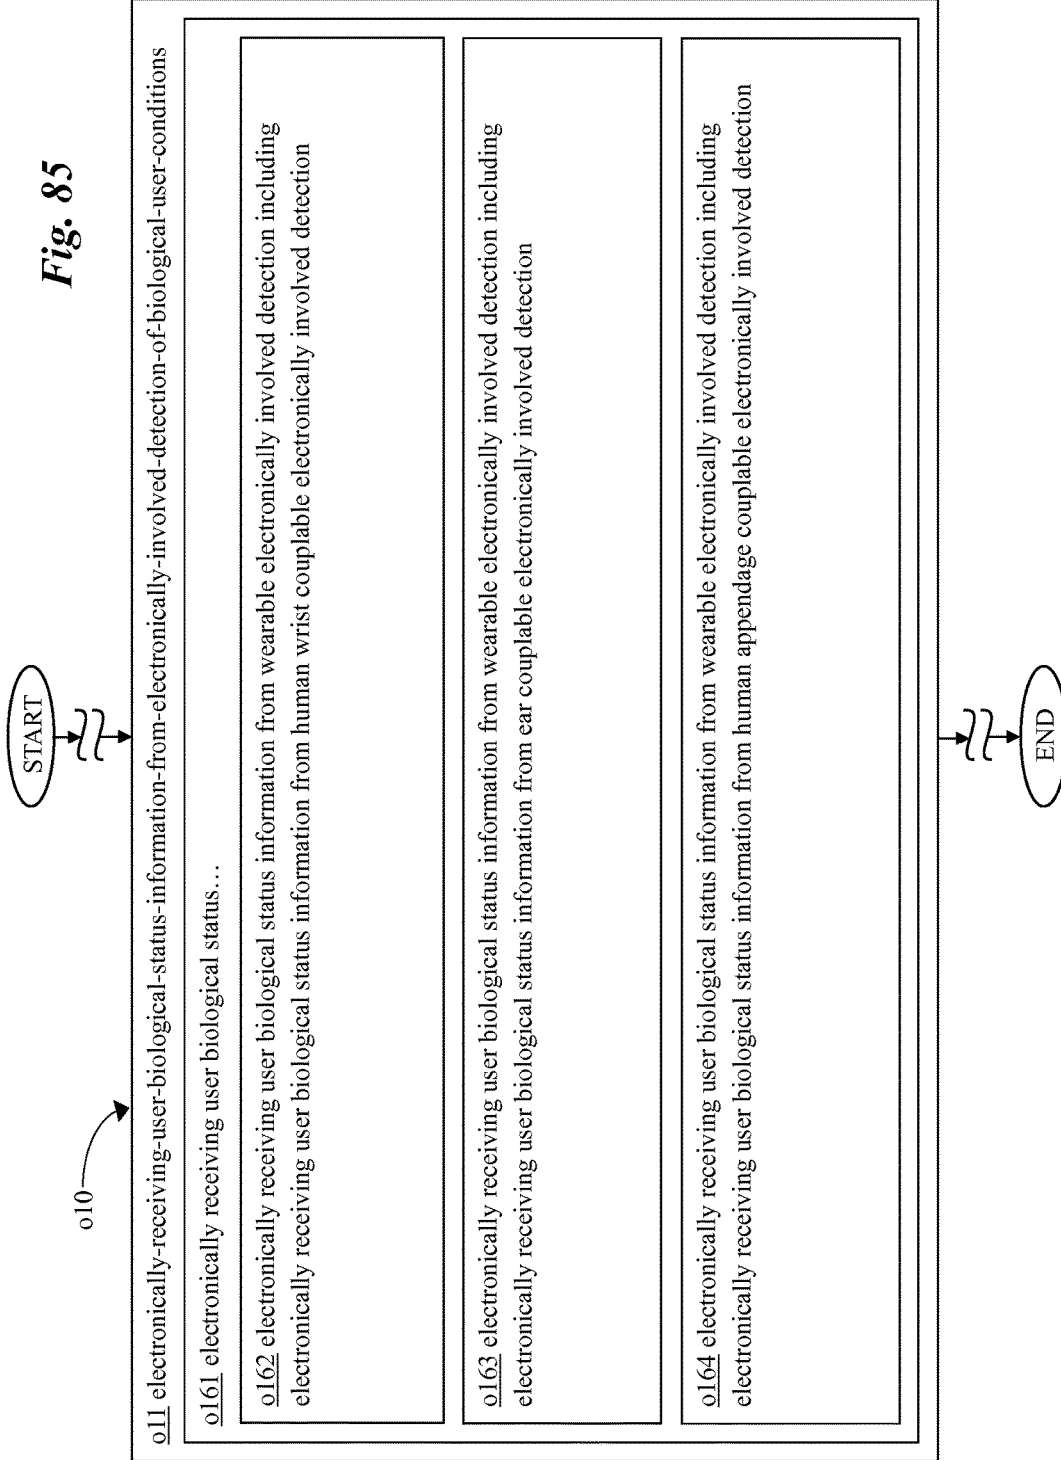 Fig. 85
START
o10
o11 electronically-receiving-user-biological-status-information-from-electronically-involved-detection-of-biological-user-conditions
o161 electronically receiving user biological status…
o162 electronically receiving user biological status information from wearable electronically involved detection including
electronically receiving user biological status information from human wrist couplable electronically involved detection
o163 electronically receiving user biological status information from wearable electronically involved detection including
electronically receiving user biological status information from ear couplable electronically involved detection
o164 electronically receiving user biological status information from wearable electronically involved detection including
electronically receiving user biological status information from human appendage couplable electronically involved detection
END